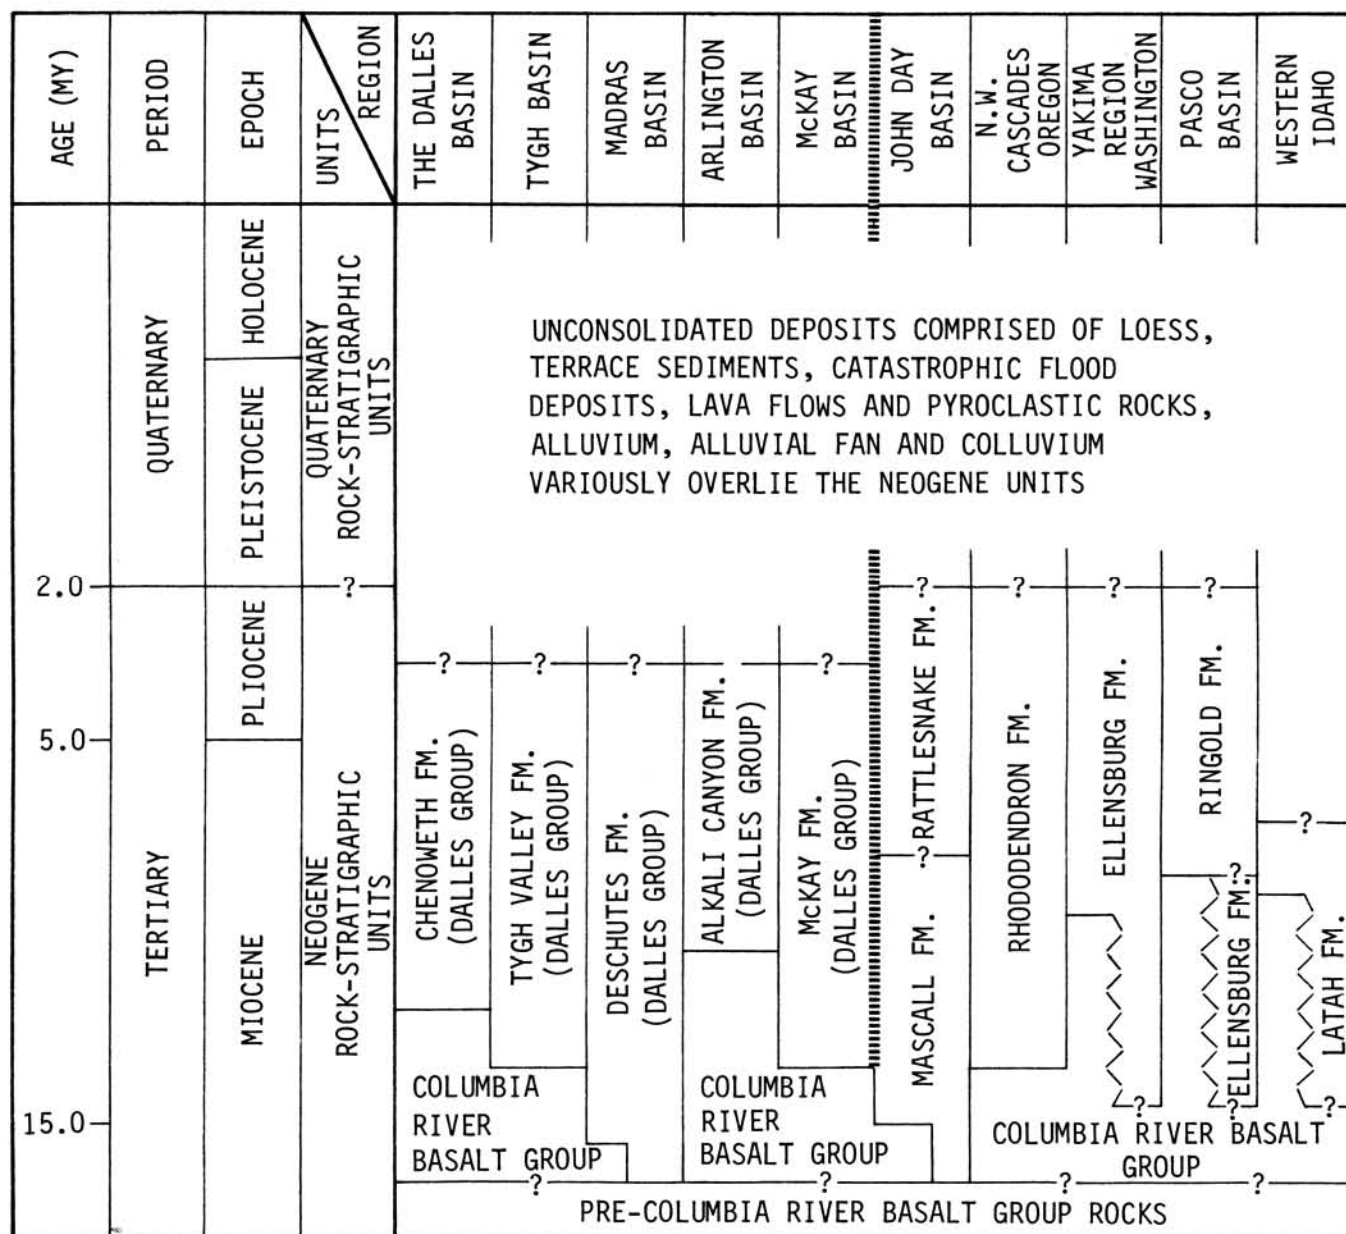 AGE (MY)
PERIOD
EPOCH
UNITS
REGION
THE DALLES
BASIN
TYGH BASIN
MADRAS
BASIN
ARLINGTON
BASIN
McKAY
BASIN
JOHN DAY
BASIN
N.W.
CASCADES
OREGON
YAKIMA
REGION
WASHINGTON
PASCO
BASIN
WESTERN
IDAHO
QUATERNARY
HOLOCENE
PLEISTOCENE
QUATERNARY
ROCK-STRATIGRAPHIC
UNITS
UNCONSOLIDATED DEPOSITS COMPRISED OF LOESS,
TERRACE SEDIMENTS, CATASTROPHIC FLOOD
DEPOSITS, LAVA FLOWS AND PYROCLASTIC ROCKS,
ALLUVIUM, ALLUVIAL FAN AND COLLUVIUM
VARIOUSLY OVERLIE THE NEOGENE UNITS
2.0
?
?
?
?
?
5.0
15.0
TERTIARY
PLIOCENE
MIOCENE
NEOGENE
ROCK-STRATIGRAPHIC
UNITS
?
?
?
?
CHENOWETH FM.
(DALLES GROUP)
TYGH VALLEY FM.
(DALLES GROUP)
DESCHUTES FM.
(DALLES GROUP)
ALKALI CANYON FM.
(DALLES GROUP)
McKAY FM.
(DALLES GROUP)
RATTLESNAKE FM.
?
MASCALL FM.
RHODODENDRON FM.
ELLENSBURG FM.
?
RINGOLD FM.
?
ELLENSBURG FM.
?
?
LATAH FM.
?
COLUMBIA
RIVER
BASALT GROUP
COLUMBIA
RIVER
BASALT GROUP
COLUMBIA RIVER BASALT
GROUP
?
?
?
?
PRE-COLUMBIA RIVER BASALT GROUP ROCKS